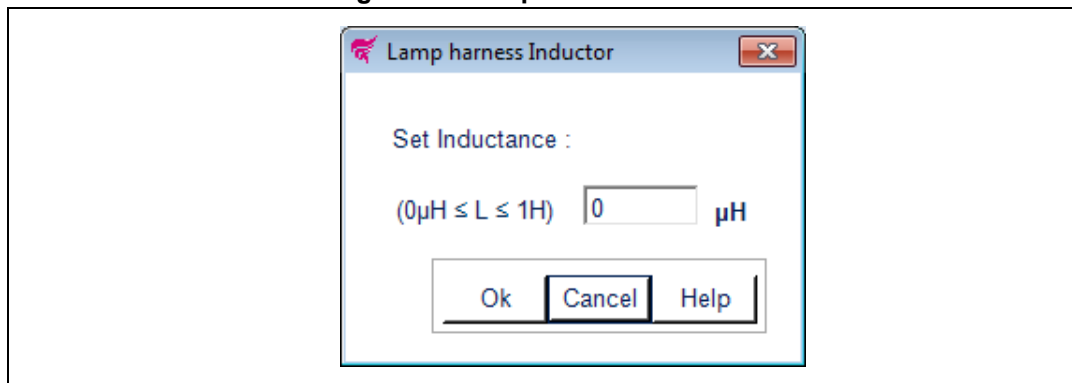 Lamp harness Inductor
Set Inductance :
(0µH ≤ L ≤ 1H) 0 µH
Ok Cancel Help